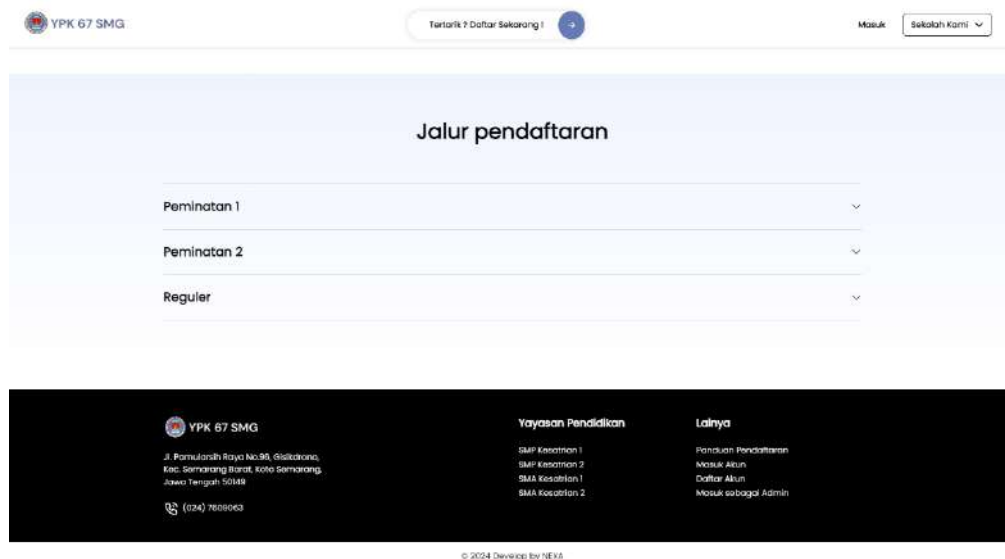 YPK 67 SMG
Tertarik ? Daftar Sekarang !
Masuk
Sekolah Kami
Jalur pendaftaran
Peminatan 1
Peminatan 2
Reguler
YPK 67 SMG
Jl. Pamularsih Raya No.98, Gisikdrono,
Kec. Semarang Barat, Kota Semarang,
Jawa Tengah 50149
(024) 7609063
Yayasan Pendidikan
SMP Kesatrian 1
SMP Kesatrian 2
SMA Kesatrian 1
SMA Kesatrian 2
Lainya
Panduan Pendaftaran
Masuk Akun
Daftar Akun
Masuk sebagai Admin
© 2024 Develop by NEXA